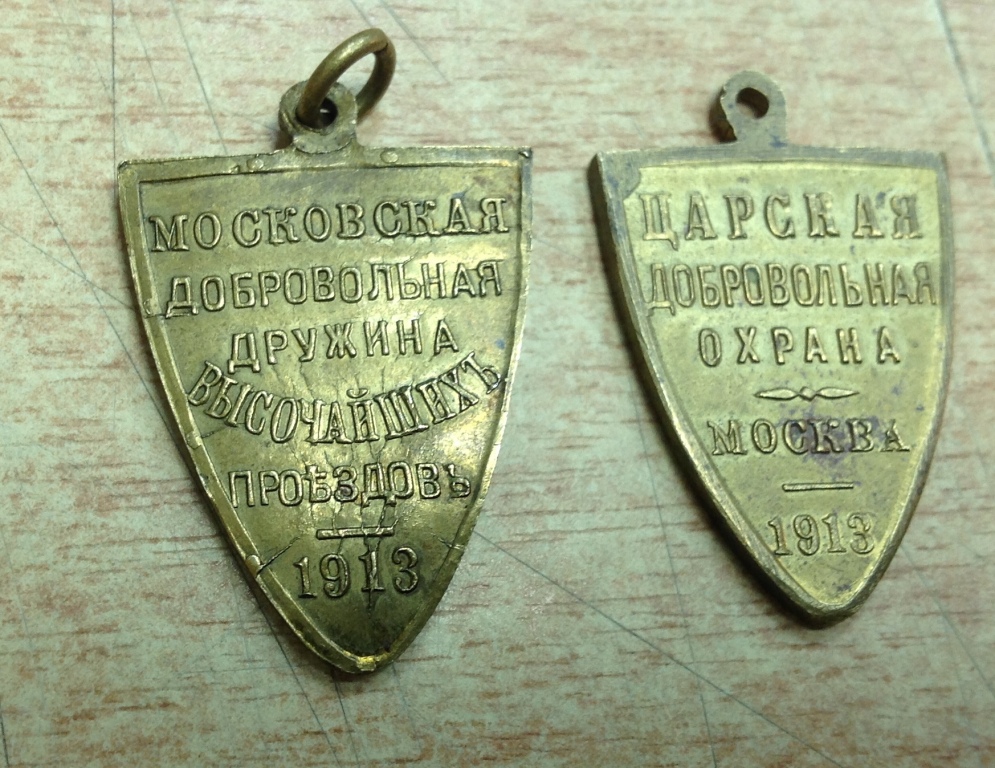 МОСКОВСКАЯ
ДОБРОВОЛЬНАЯ
ДРУЖИНА
ВЫСОЧАЙШИХЪ
ПРОѢЗДОВЪ
1913
ЦАРСКАЯ
ДОБРОВОЛЬНАЯ
ОХРАНА
МОСКВА
1913